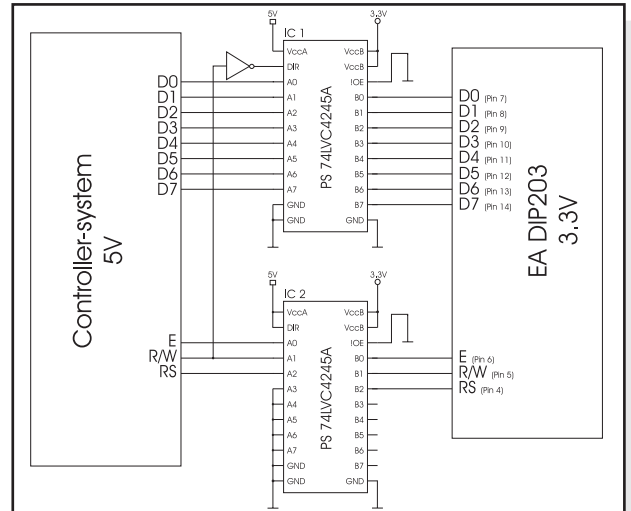 5V
3.3V
IC 1
VccA
VccB
DIR
VccB
IOE
D0 A0 B0 D0 (Pin 7)
D1 A1 B1 D1 (Pin 8)
D2 A2 B2 D2 (Pin 9)
D3 A3 B3 D3 (Pin 10)
D4 A4 B4 D4 (Pin 11)
D5 A5 B5 D5 (Pin 12)
D6 A6 B6 D6 (Pin 13)
D7 A7 B7 D7 (Pin 14)
GND
GND GND
PS 74LVC4245A
Controller-system
5V
EA DIP203
3.3V
5V
3.3V
IC 2
VccA VccB
DIR VccB
IOE
E A0 B0 E (Pin 6)
R/W A1 B1 R/W (Pin 5)
RS A2 B2 RS (Pin 4)
A3 B3
A4 B4
A5 B5
A6 B6
A7 B7
GND
GND GND
PS 74LVC4245A